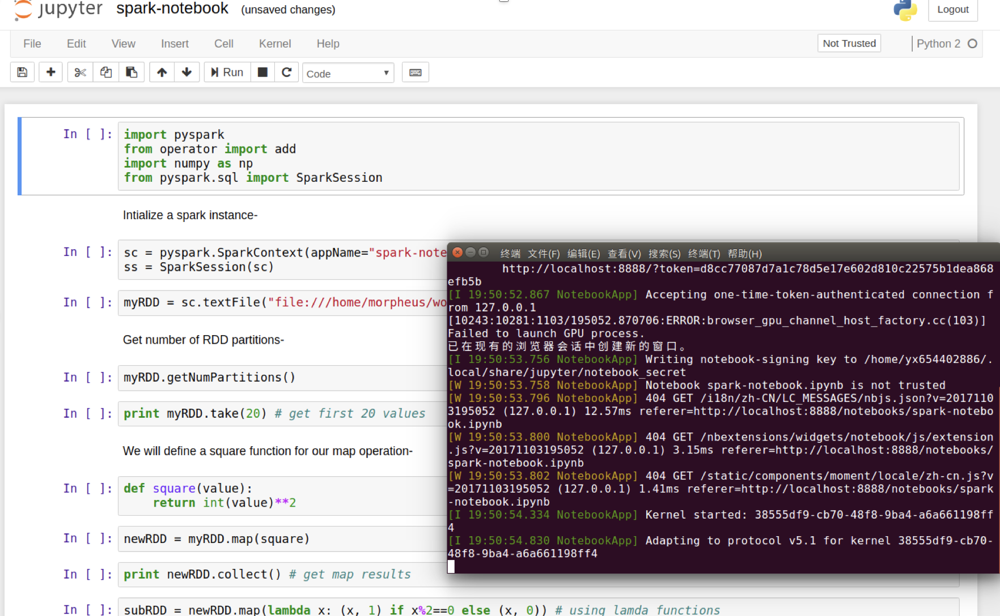 jupyter spark-notebook (unsaved changes) Logout
File Edit View Insert Cell Kernel Help Not Trusted Python 2
Run Code
In [ ]: import pyspark
from operator import add
import numpy as np
from pyspark.sql import SparkSession
Intialize a spark instance-
In [ ]: sc = pyspark.SparkContext(appName="spark-note
ss = SparkSession(sc)
In [ ]: myRDD = sc.textFile("file:///home/morpheus/wo
Get number of RDD partitions-
In [ ]: myRDD.getNumPartitions()
In [ ]: print myRDD.take(20) # get first 20 values
We will define a square function for our map operation-
In [ ]: def square(value):
return int(value)**2
In [ ]: newRDD = myRDD.map(square)
In [ ]: print newRDD.collect() # get map results
In [ ]: subRDD = newRDD.map(lambda x: (x, 1) if x%2==0 else (x, 0)) # using lamda functions
终端 文件(F) 编辑(E) 查看(V) 搜索(S) 终端(T) 帮助(H)
http://localhost:8888/?token=d8cc77087d7a1c78d5e17e602d810c22575b1dea868
efb5b
[I 19:50:52.867 NotebookApp] Accepting one-time-token-authenticated connection f
rom 127.0.0.1
[10243:10281:1103/195052.870706:ERROR:browser_gpu_channel_host_factory.cc(103)]
Failed to launch GPU process.
已在现有的浏览器会话中创建新的窗口。
[I 19:50:53.756 NotebookApp] Writing notebook-signing key to /home/yx654402886/.
local/share/jupyter/notebook_secret
[W 19:50:53.758 NotebookApp] Notebook spark-notebook.ipynb is not trusted
[W 19:50:53.796 NotebookApp] 404 GET /i18n/zh-CN/LC_MESSAGES/nbjs.json?v=2017110
3195052 (127.0.0.1) 12.57ms referer=http://localhost:8888/notebooks/spark-notebo
ok.ipynb
[W 19:50:53.800 NotebookApp] 404 GET /nbextensions/widgets/notebook/js/extension
.js?v=20171103195052 (127.0.0.1) 3.15ms referer=http://localhost:8888/notebooks/
spark-notebook.ipynb
[W 19:50:53.802 NotebookApp] 404 GET /static/components/moment/locale/zh-cn.js?v
=20171103195052 (127.0.0.1) 1.41ms referer=http://localhost:8888/notebooks/spark
-notebook.ipynb
[I 19:50:54.334 NotebookApp] Kernel started: 38555df9-cb70-48f8-9ba4-a6a661198ff
4
[I 19:50:54.830 NotebookApp] Adapting to protocol v5.1 for kernel 38555df9-cb70-
48f8-9ba4-a6a661198ff4